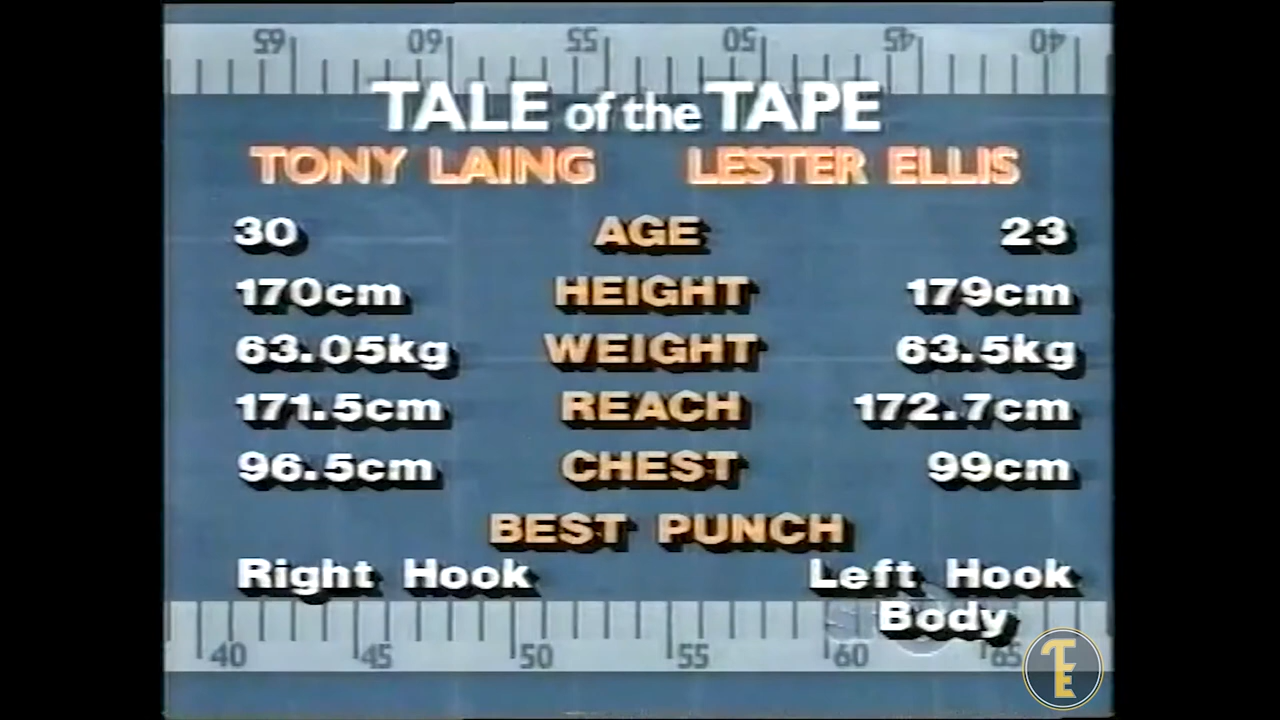 65 60 55 50 45 40
TALE of the TAPE
TONY LAING LESTER ELLIS
30 AGE 23
170cm HEIGHT 179cm
63.05kg WEIGHT 63.5kg
171.5cm REACH 172.7cm
96.5cm CHEST 99cm
BEST PUNCH
Right Hook Left Hook
Body
40 45 50 55 60 65
TE